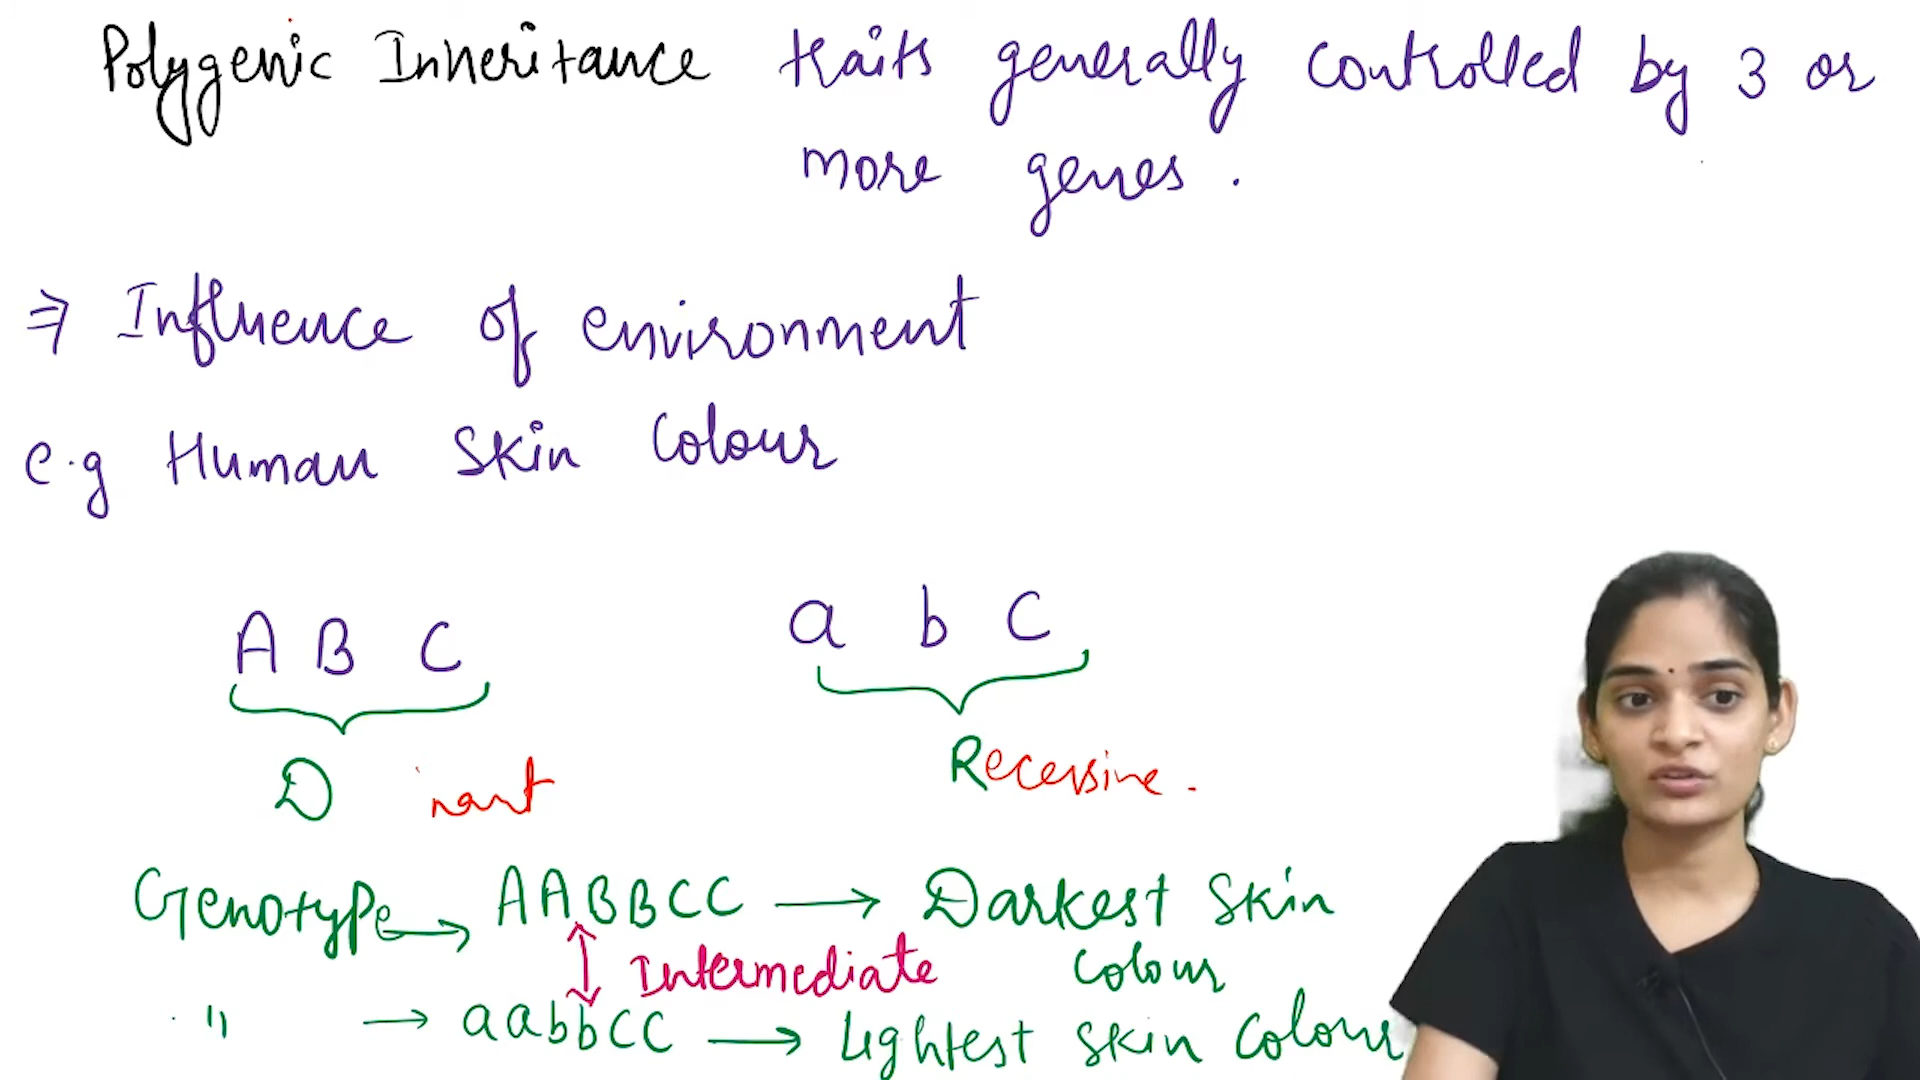 Polygenic Inheritance traits generally controlled by 3 or
more genes.
⇒ Influence of environment
e.g Human Skin Colour
A B C a b c
D inant Recessive.
Genotype → AABBCC → Darkest Skin
Intermediate Colour
" → aabbcc → Lightest Skin Colour